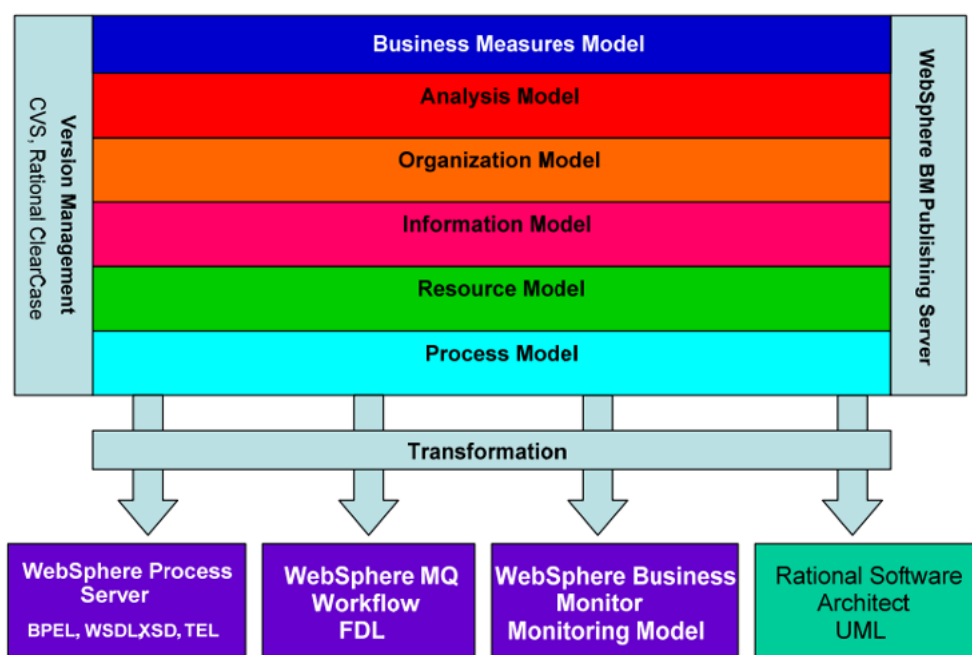 Business Measures Model
Analysis Model
Organization Model
Information Model
Resource Model
Process Model
Version Management
CVS, Rational ClearCase
WebSphere BM Publishing Server
Transformation
WebSphere Process
Server
BPEL, WSDL,XSD, TEL
WebSphere MQ
Workflow
FDL
WebSphere Business
Monitor
Monitoring Model
Rational Software
Architect
UML